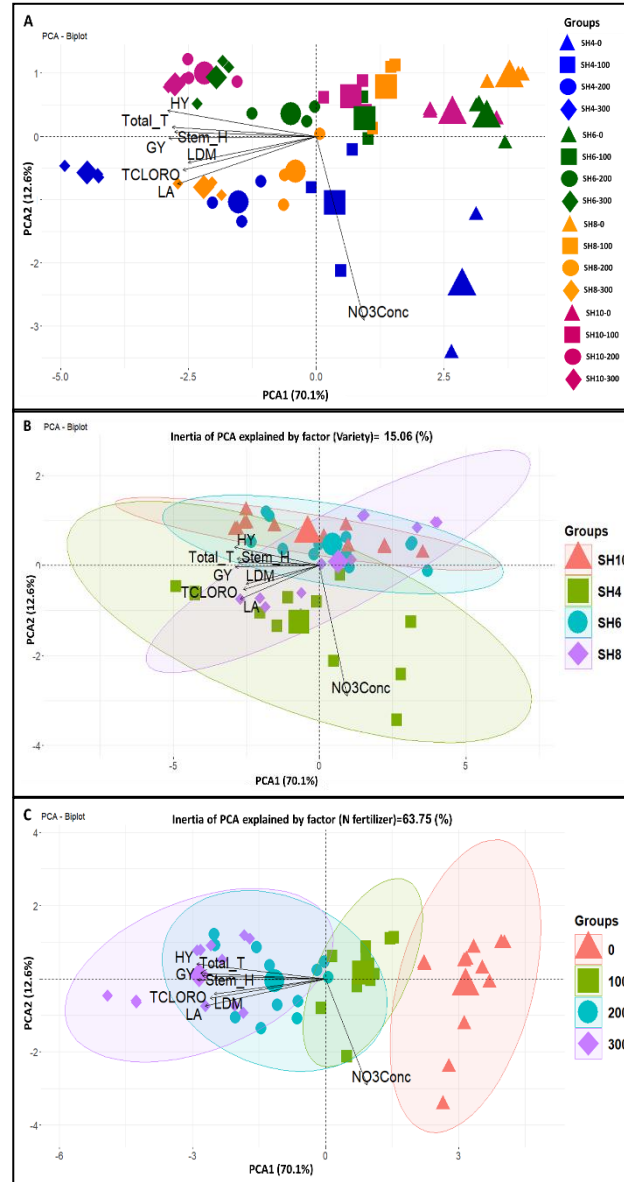 A
PCA - Biplot
1
0
-1
-2
-3
HY
Total_T
Stem_H
GY
LDM
TCLORO
LA
NO3Conc
PCA2 (12.6%)
-5.0
-2.5
0.0
2.5
PCA1 (70.1%)
Groups
SH4-0
SH4-100
SH4-200
SH4-300
SH6-0
SH6-100
SH6-200
SH6-300
SH8-0
SH8-100
SH8-200
SH8-300
SH10-0
SH10-100
SH10-200
SH10-300
B
PCA - Biplot
Inertia of PCA explained by factor (Variety)= 15.06 (%)
2
0
-2
-4
HY
Total_T
Stem_H
GY
LDM
TCLORO
LA
NO3Conc
PCA2 (12.6%)
-5
0
5
PCA1 (70.1%)
Groups
SH10
SH4
SH6
SH8
C
PCA - Biplot
Inertia of PCA explained by factor (N fertilizer)=63.75 (%)
4
2
0
-2
-4
HY
Total_T
GY
Stem_H
TCLORO
LDM
LA
NO3Conc
PCA2 (12.6%)
-6
-3
0
3
PCA1 (70.1%)
Groups
0
100
200
300